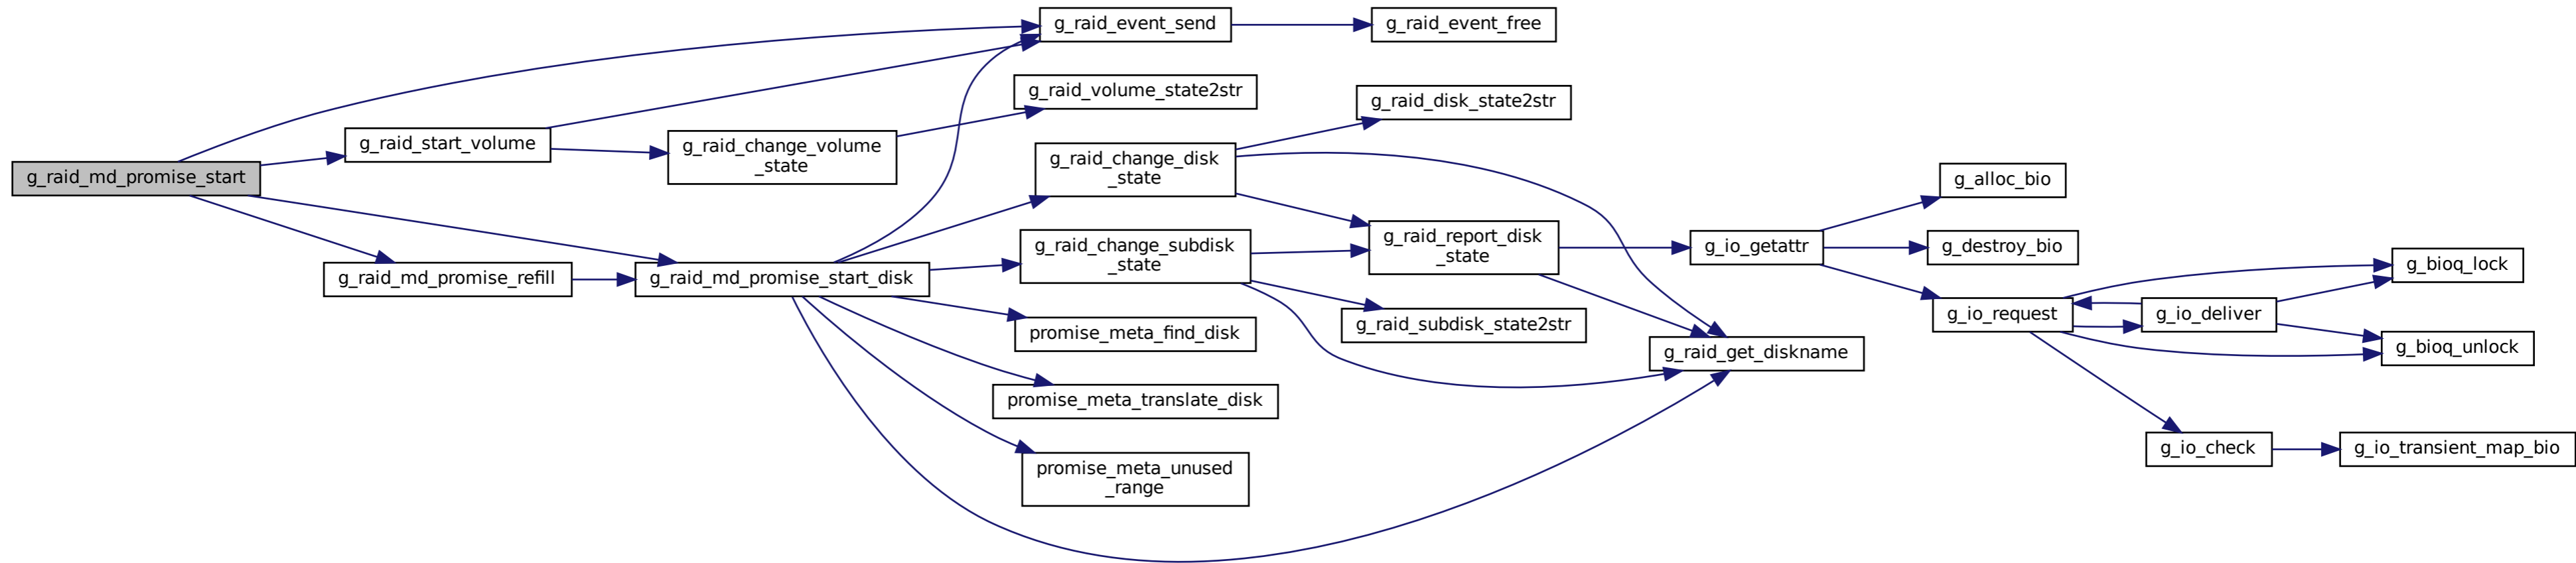 g_raid_md_promise_start
g_raid_event_send
g_raid_event_free
g_raid_start_volume
g_raid_change_volume
_state
g_raid_volume_state2str
g_raid_md_promise_refill
g_raid_md_promise_start_disk
g_raid_change_disk
_state
g_raid_disk_state2str
g_raid_change_subdisk
_state
g_raid_report_disk
_state
g_raid_subdisk_state2str
g_raid_get_diskname
promise_meta_find_disk
promise_meta_translate_disk
promise_meta_unused
_range
g_io_getattr
g_alloc_bio
g_destroy_bio
g_io_request
g_io_deliver
g_bioq_lock
g_bioq_unlock
g_io_check
g_io_transient_map_bio